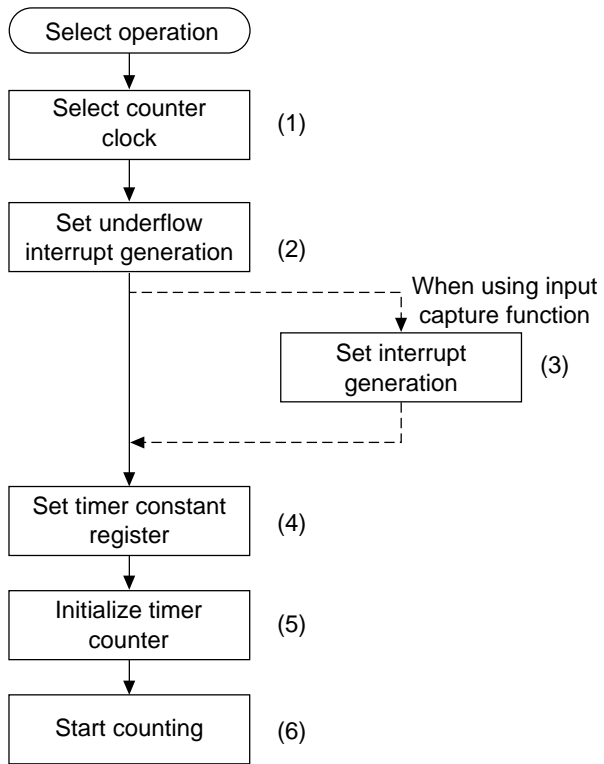 Select operation
Select counter
clock
(1)
Set underflow
interrupt generation
(2)
When using input
capture function
Set interrupt
generation
(3)
Set timer constant
register
(4)
Initialize timer
counter
(5)
Start counting
(6)